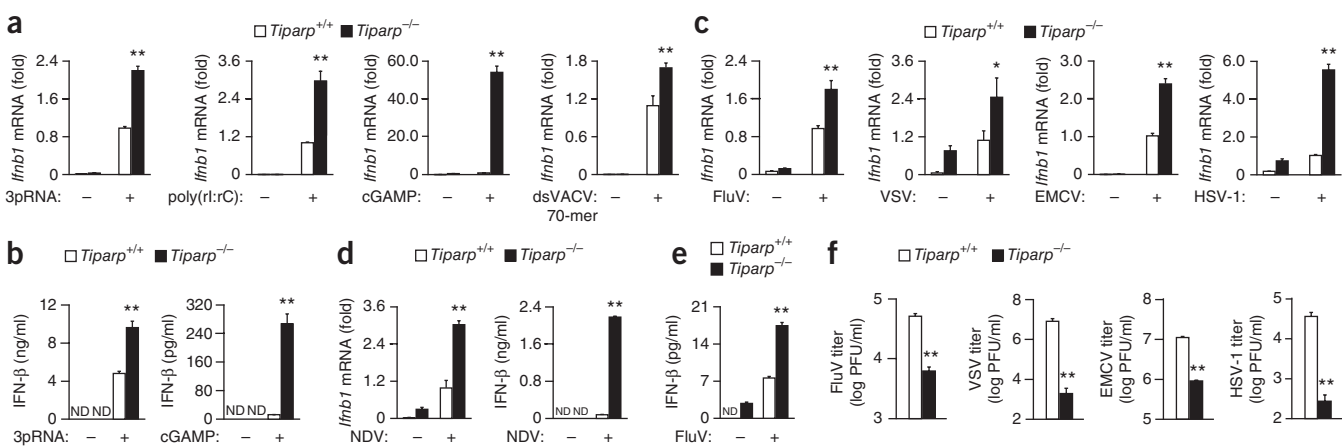 a
Tiparp+/+ Tiparp−/−
Ifnb1 mRNA (fold)
2.4
1.6
0.8
0
**
3pRNA: − +
Ifnb1 mRNA (fold)
3.6
2.4
1.2
0
**
poly(rI:rC): − +
Ifnb1 mRNA (fold)
60.0
40.0
20.0
0
**
cGAMP: − +
Ifnb1 mRNA (fold)
1.8
1.2
0.6
0
**
dsVACV − +
70-mer
c
Tiparp+/+ Tiparp−/−
Ifnb1 mRNA (fold)
2.4
1.6
0.8
0
**
FluV: − +
Ifnb1 mRNA (fold)
3.6
2.4
1.2
0
*
VSV: − +
Ifnb1 mRNA (fold)
3.0
2.0
1.0
0
**
EMCV: − +
Ifnb1 mRNA (fold)
6.0
4.0
2.0
0
**
HSV-1: − +
b
Tiparp+/+ Tiparp−/−
IFN-β (ng/ml)
12
8
4
0
ND ND
**
3pRNA: − +
IFN-β (pg/ml)
320
240
160
80
0
ND ND
**
cGAMP: − +
d
Tiparp+/+ Tiparp−/−
Ifnb1 mRNA (fold)
3.6
2.4
1.2
0
**
NDV: − +
IFN-β (ng/ml)
2.4
1.8
1.2
0.6
0
ND ND
**
NDV: − +
e
Tiparp+/+
Tiparp−/−
IFN-β (pg/ml)
21
14
7
0
ND
**
FluV: − +
f
Tiparp+/+ Tiparp−/−
FluV titer
(log PFU/ml)
5
4
3
**
VSV titer
(log PFU/ml)
8
6
4
2
**
EMCV titer
(log PFU/ml)
8
7
6
5
**
HSV-1 titer
(log PFU/ml)
5
4
3
2
**